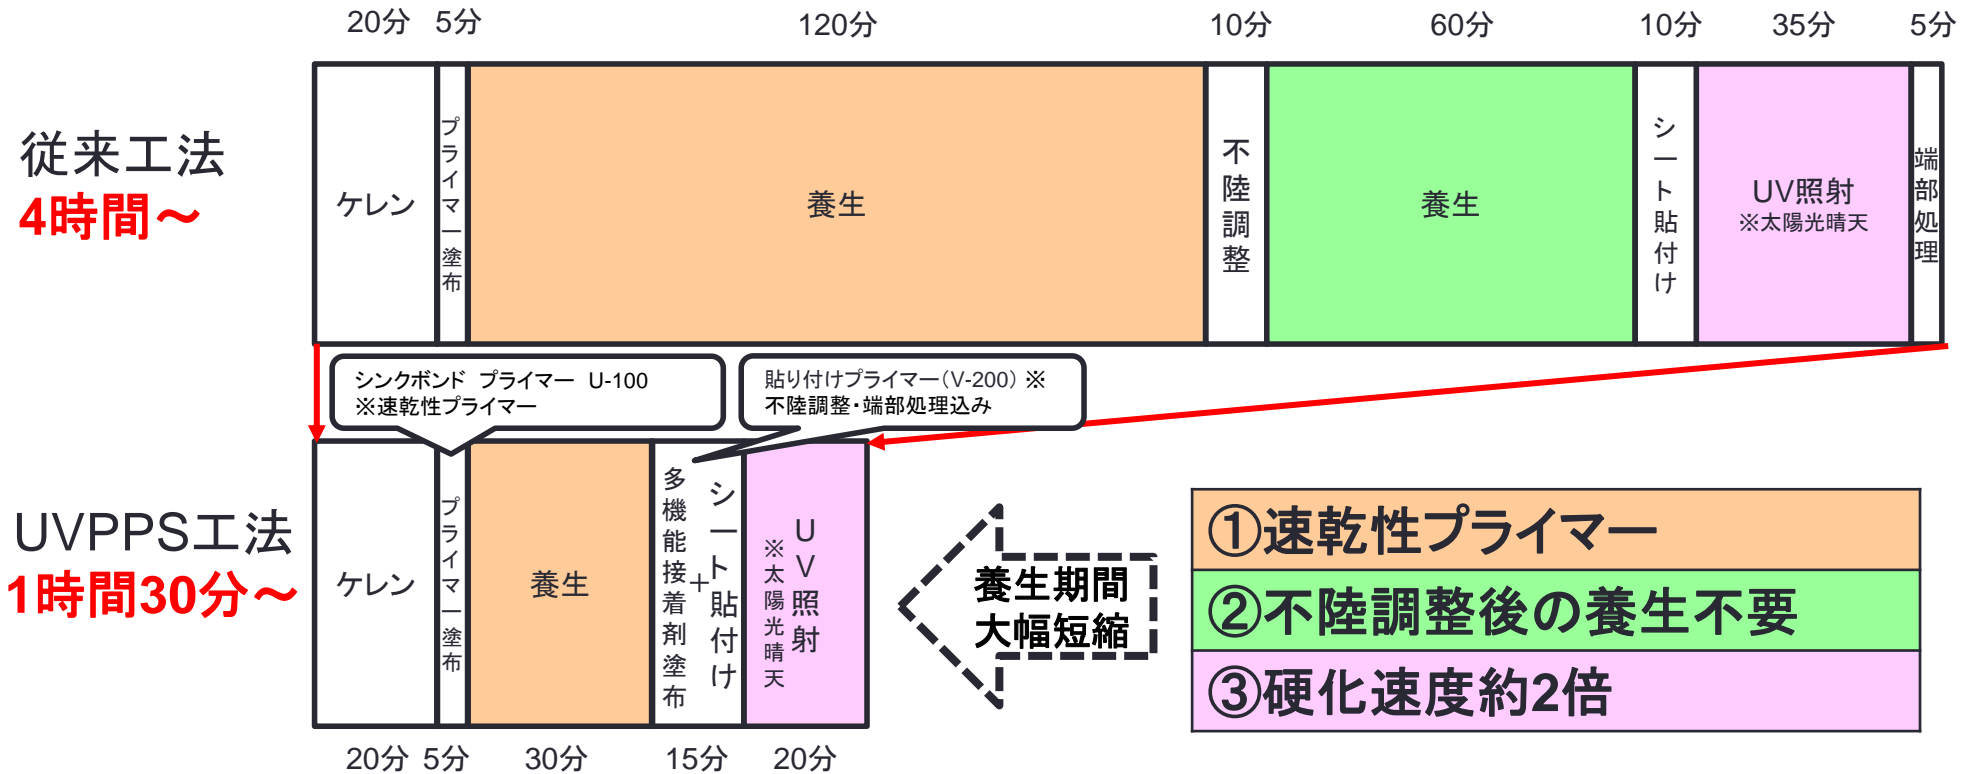 20分 5分 120分 10分 60分 10分 35分 5分
従来工法
4時間～
ケレン
プライマー塗布
養生
不陸調整
養生
シート貼付け
UV照射
※太陽光晴天
端部処理
シンクボンド プライマー U-100
※速乾性プライマー
貼り付けプライマー（V-200）※
不陸調整・端部処理込み
UVPPS工法
1時間30分～
ケレン
プライマー塗布
養生
多機能接着剤塗布
＋
シート貼付け
UV照射
※太陽光晴天
20分 5分 30分 15分 20分
養生期間
大幅短縮
①速乾性プライマー
②不陸調整後の養生不要
③硬化速度約2倍